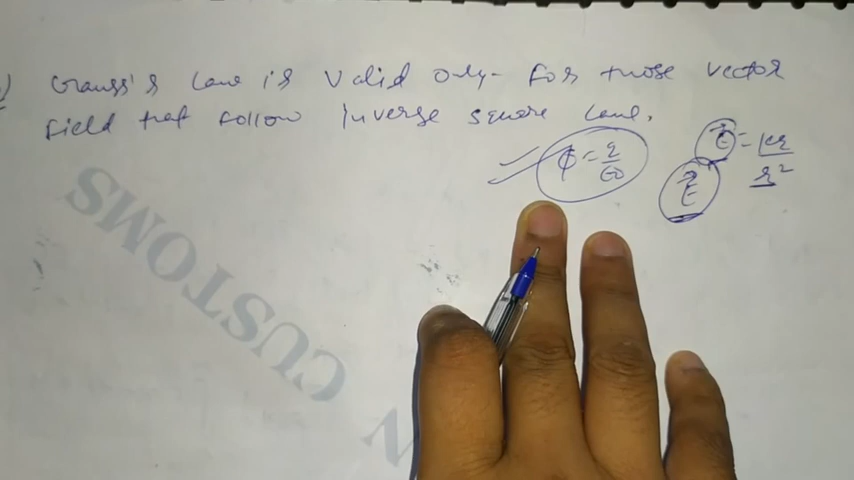 Gauss's Law is valid only for those vector
field that follow inverse square law.
φ = q/ε0
E⃗ = kq/r²
E⃗
CUSTOMS